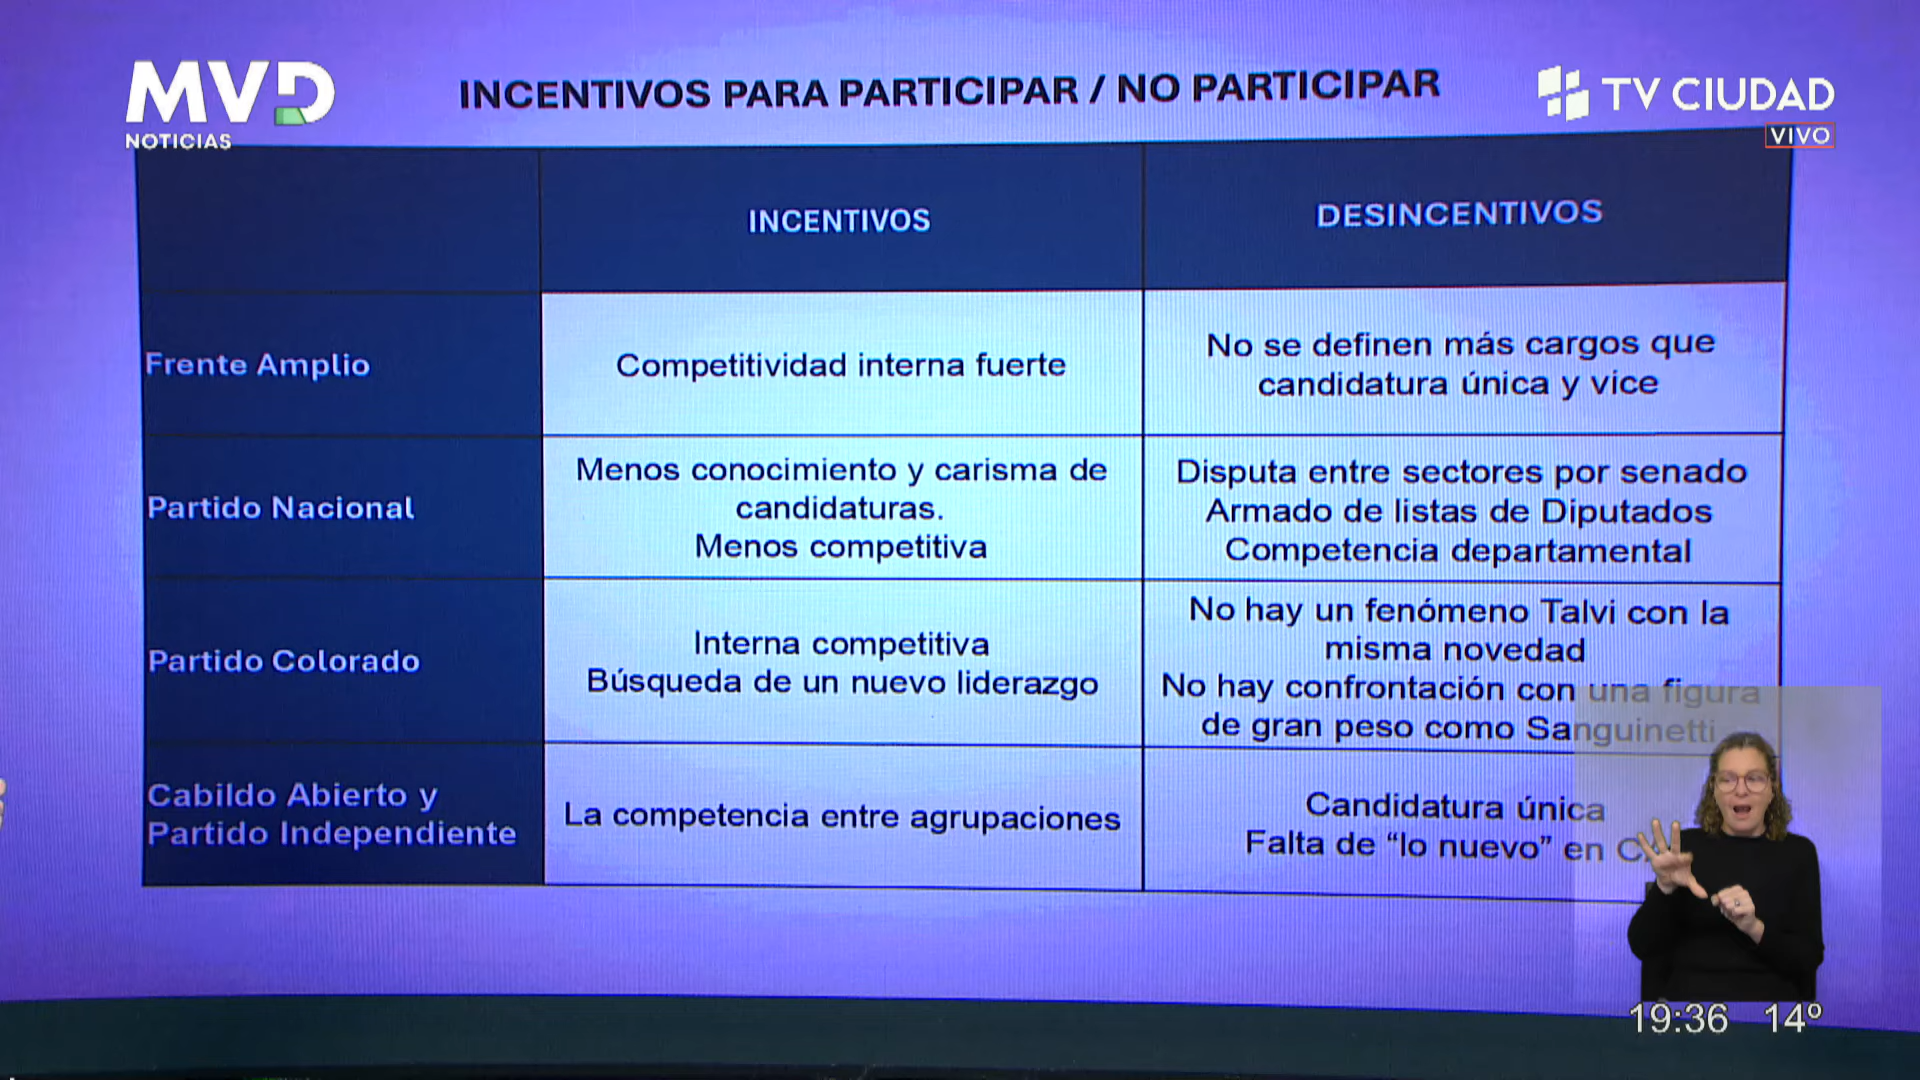 MVD
NOTICIAS
INCENTIVOS PARA PARTICIPAR / NO PARTICIPAR
TV CIUDAD
VIVO
INCENTIVOS
DESINCENTIVOS
Frente Amplio
Competitividad interna fuerte
No se definen más cargos que
candidatura única y vice
Partido Nacional
Menos conocimiento y carisma de
candidaturas.
Menos competitiva
Disputa entre sectores por senado
Armado de listas de Diputados
Competencia departamental
Partido Colorado
Interna competitiva
Búsqueda de un nuevo liderazgo
No hay un fenómeno Talvi con la
misma novedad
No hay confrontación con una figura
de gran peso como Sanguinetti
Cabildo Abierto y
Partido Independiente
La competencia entre agrupaciones
Candidatura única
Falta de “lo nuevo” en
19:36 14º